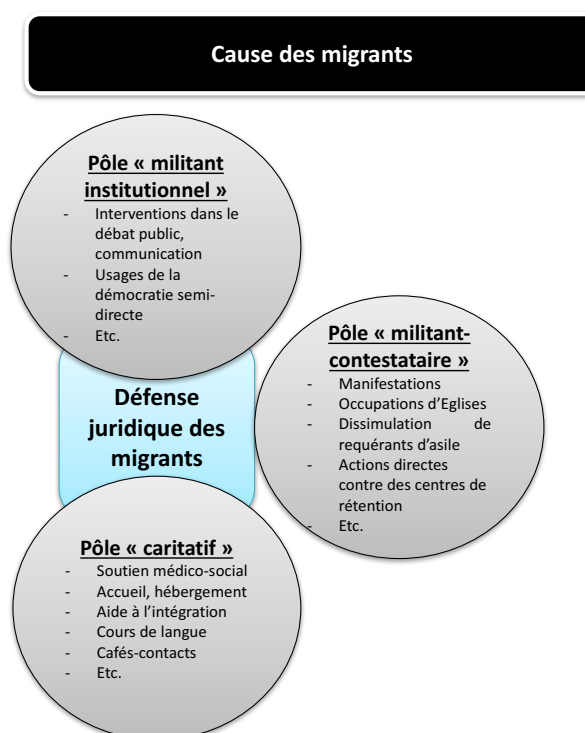 Cause des migrants
Pôle « militant
institutionnel »
- Interventions dans le
débat public,
communication
- Usages de la
démocratie semi-
directe
- Etc.
Pôle « militant-
contestataire »
- Manifestations
- Occupations d’Eglises
- Dissimulation de
requérants d’asile
- Actions directes
contre des centres de
rétention
- Etc.
Défense
juridique des
migrants
Pôle « caritatif »
- Soutien médico-social
- Accueil, hébergement
- Aide à l’intégration
- Cours de langue
- Cafés-contacts
- Etc.